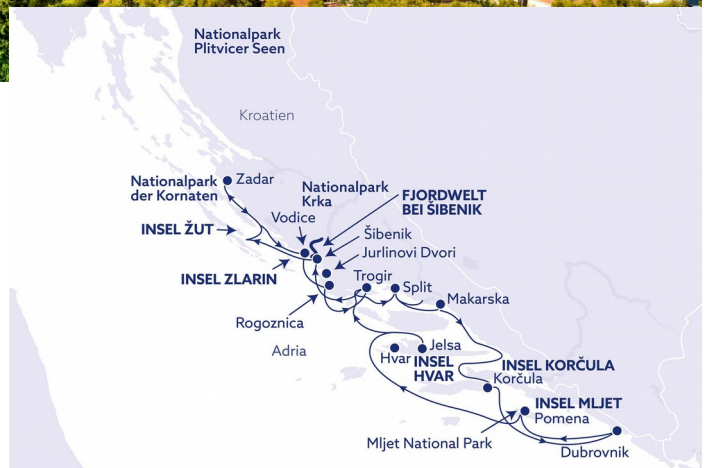 Nationalpark
Plitvicer Seen
Kroatien
Zadar
Nationalpark
der Kornaten
Nationalpark
Krka
FJORDWELT
BEI ŠIBENIK
Vodice
INSEL ŽUT
Šibenik
Jurlinovi Dvori
INSEL ZLARIN
Trogir
Split
Makarska
Rogoznica
Adria
Jelsa
Hvar
INSEL
HVAR
INSEL KORČULA
Korčula
INSEL MLJET
Pomena
Mljet National Park
Dubrovnik